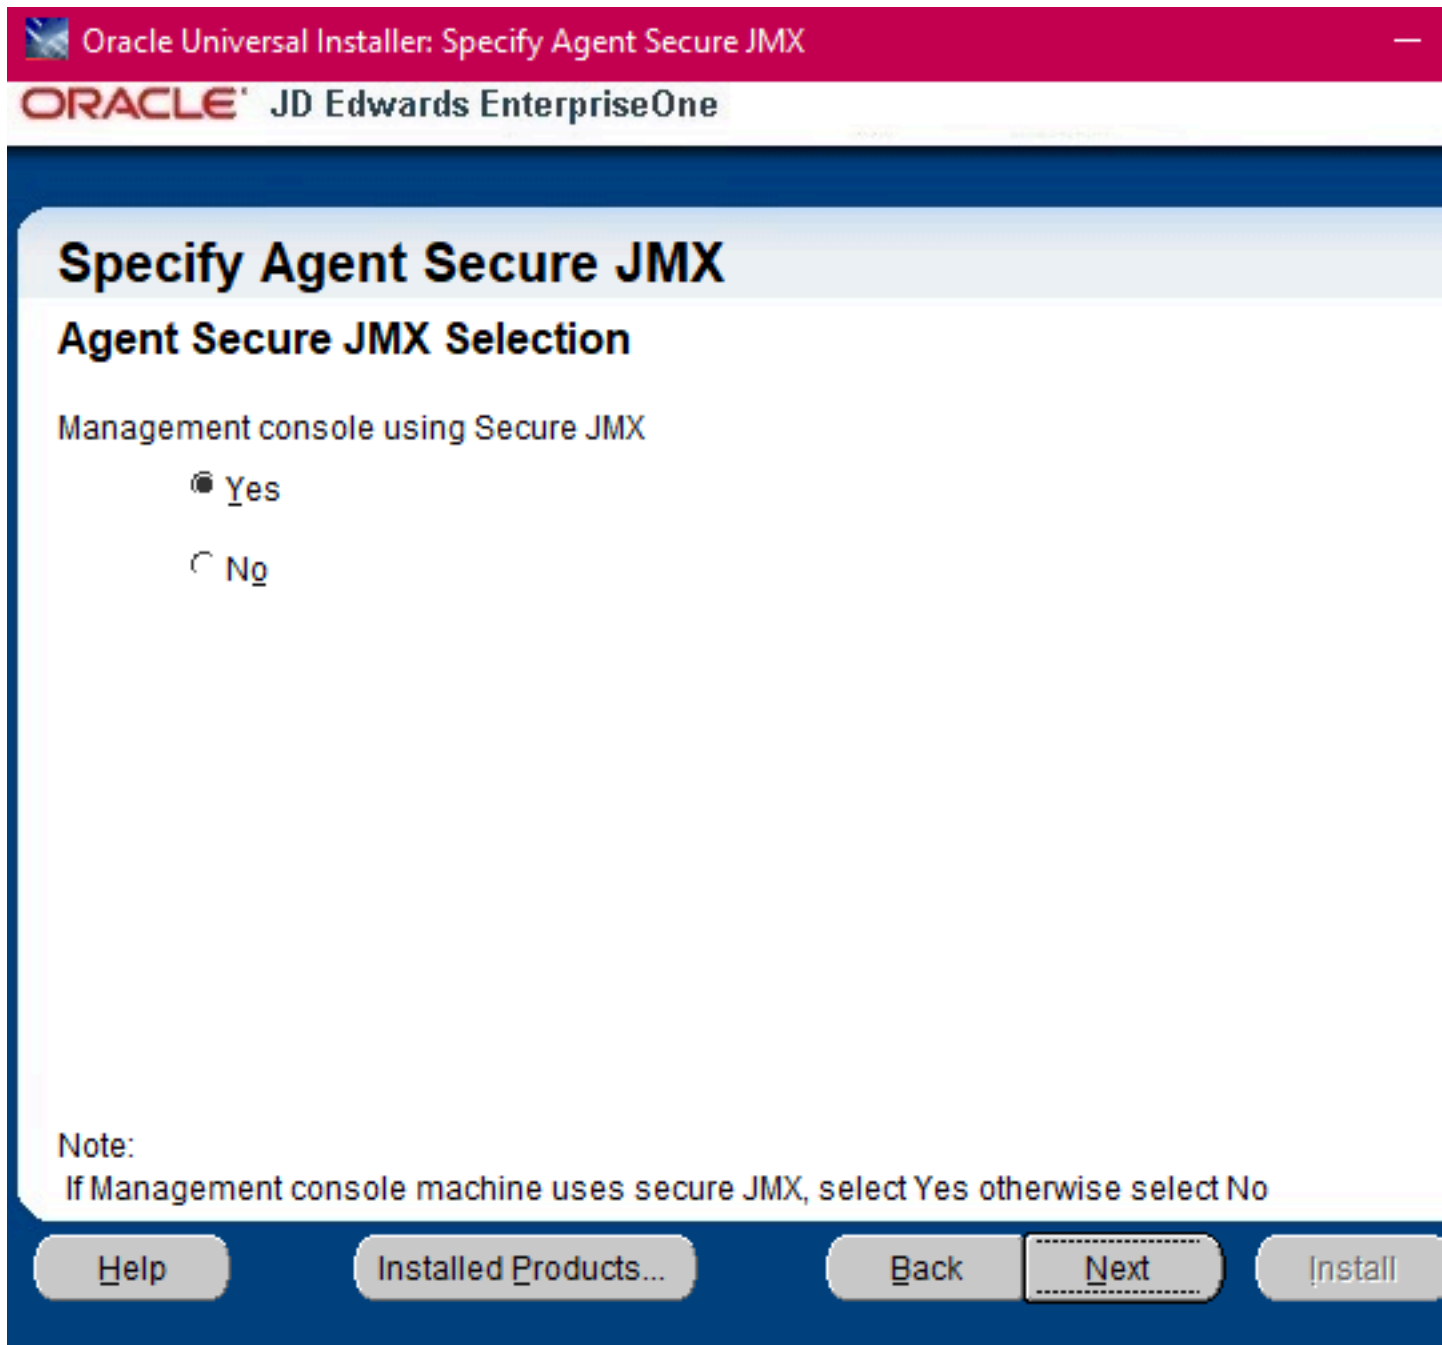 Oracle Universal Installer: Specify Agent Secure JMX
ORACLE JD Edwards EnterpriseOne
Specify Agent Secure JMX
Agent Secure JMX Selection
Management console using Secure JMX
Yes
No
Note:
If Management console machine uses secure JMX, select Yes otherwise select No
Help Installed Products... Back Next Install